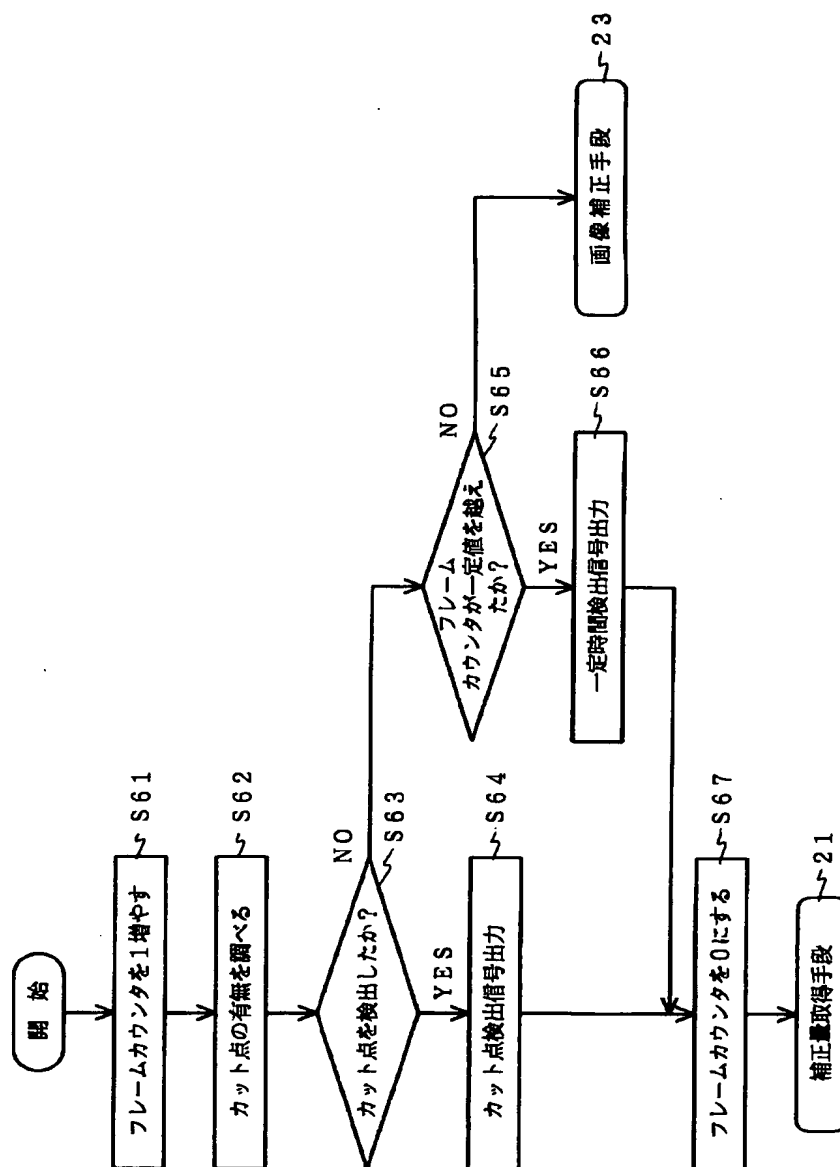 開始
フレームカウンタを1増やす
S61
カット点の有無を調べる
S62
カット点を検出したか?
S63
NO
YES
カット点検出信号出力
S64
フレーム
カウンタが一定値を越え
たか?
S65
NO
YES
一定時間検出信号出力
S66
画像補正手段
23
フレームカウンタを0にする
S67
補正量取得手段
21